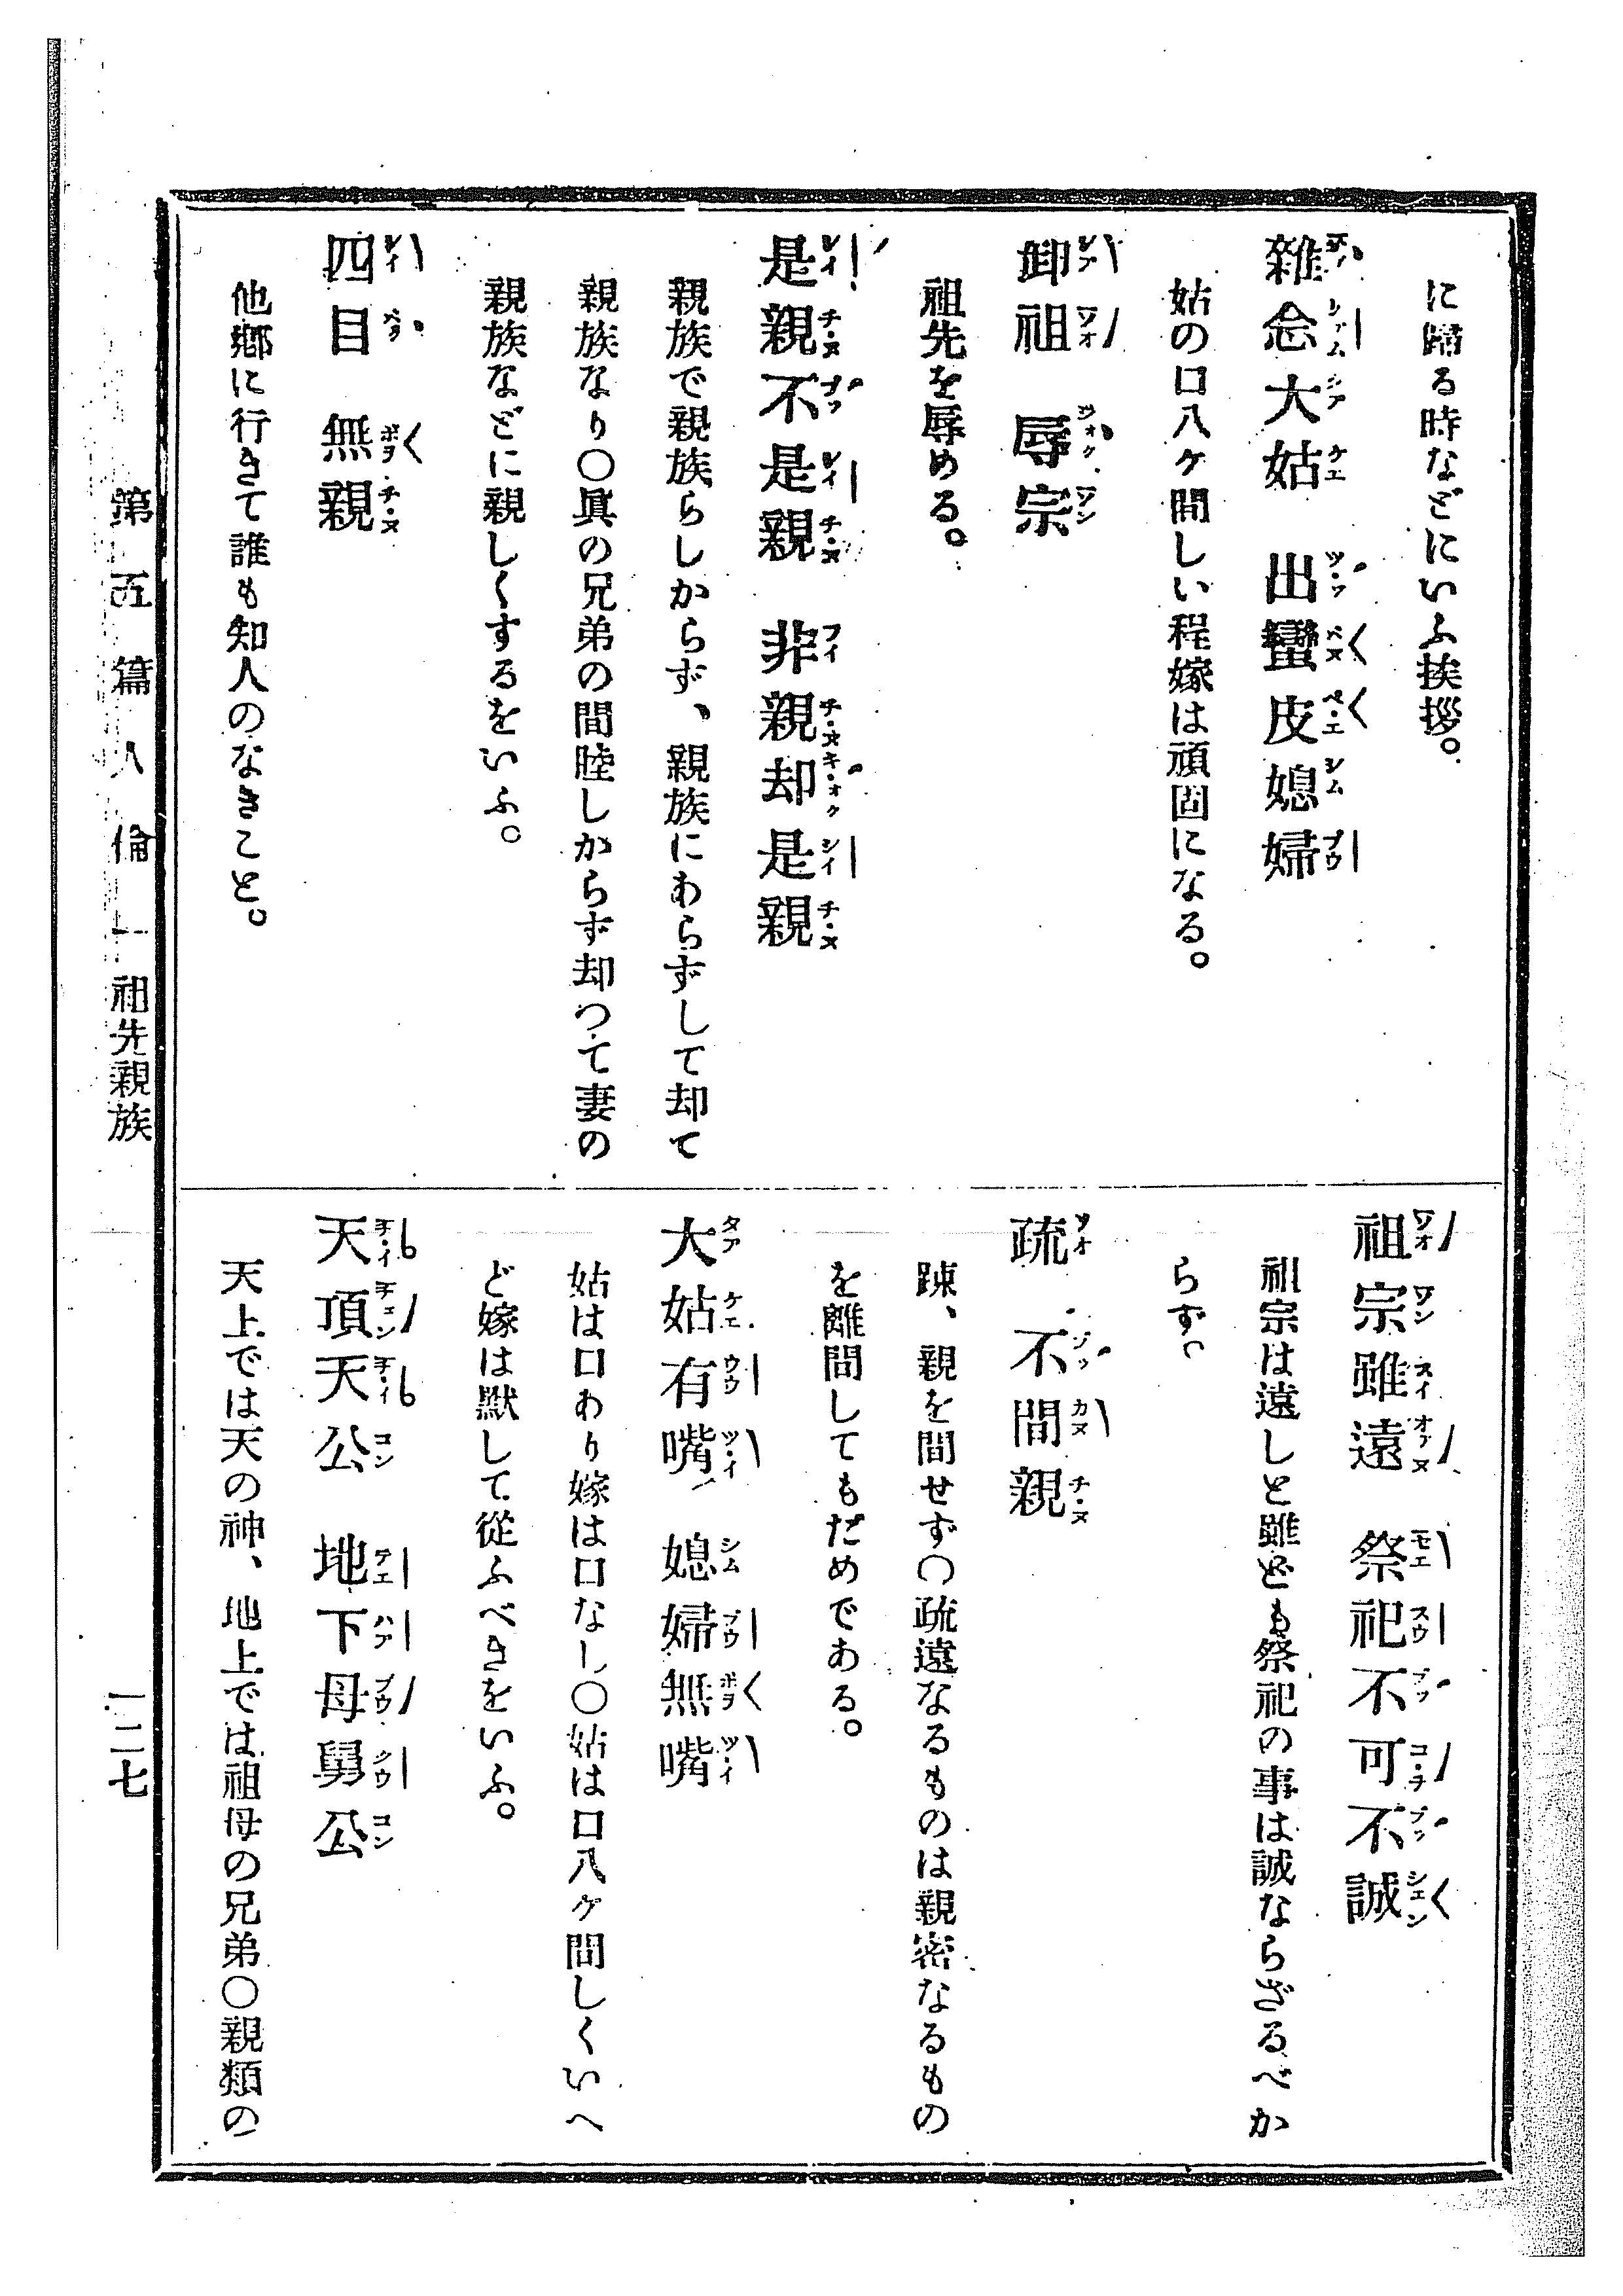 に歸る時などにいふ挨拶。
雜念大姑　出蠻皮媳婦
姑の口八ケ間しい程嫁は頑固になる。
卸祖　辱宗
祖先を辱める。
是親不是親　非親却是親
親族で親族らしからず、親族にわらずして却て
親族なり〇眞の兄弟の間睦しからず却つて妻の
親族などに親しくするをいふ。
四目　無親
他鄉に行きて誰も知人のなきこと。
祖宗雖遠　祭祀不可不誠
祖宗は遠しと雖ども祭祀の事は誠ならざるべか
らず。
疏　不間親
踈、親を間せず〇疏遠なるものは親密なるもの
を離間してもだめである。
大姑有嘴　媳婦無嘴
姑は口あり嫁は口なし〇姑は口八ケ間しくいへ
ど嫁は默して從ふべきをいふ。
天頂天公　地下母舅公
天上では天の神、地上では祖母の兄弟〇親類の
第五篇　人倫　一　祖先親族　一二七